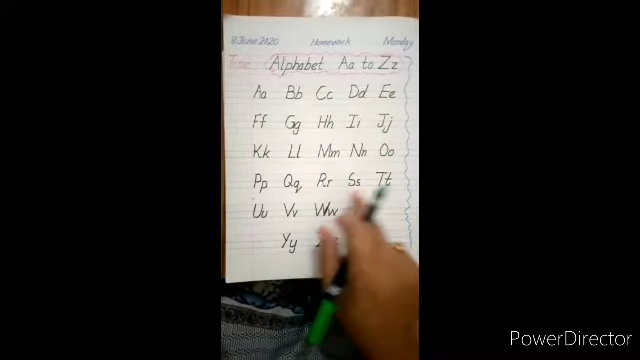 8 June 2020 Homework Monday
Alphabet Aa to Zz
Aa Bb Cc Dd Ee
Ff Gg Hh Ii Jj
Kk Ll Mm Nn Oo
Pp Qq Rr Ss Tt
Uu Vv Ww
Yy
PowerDirector